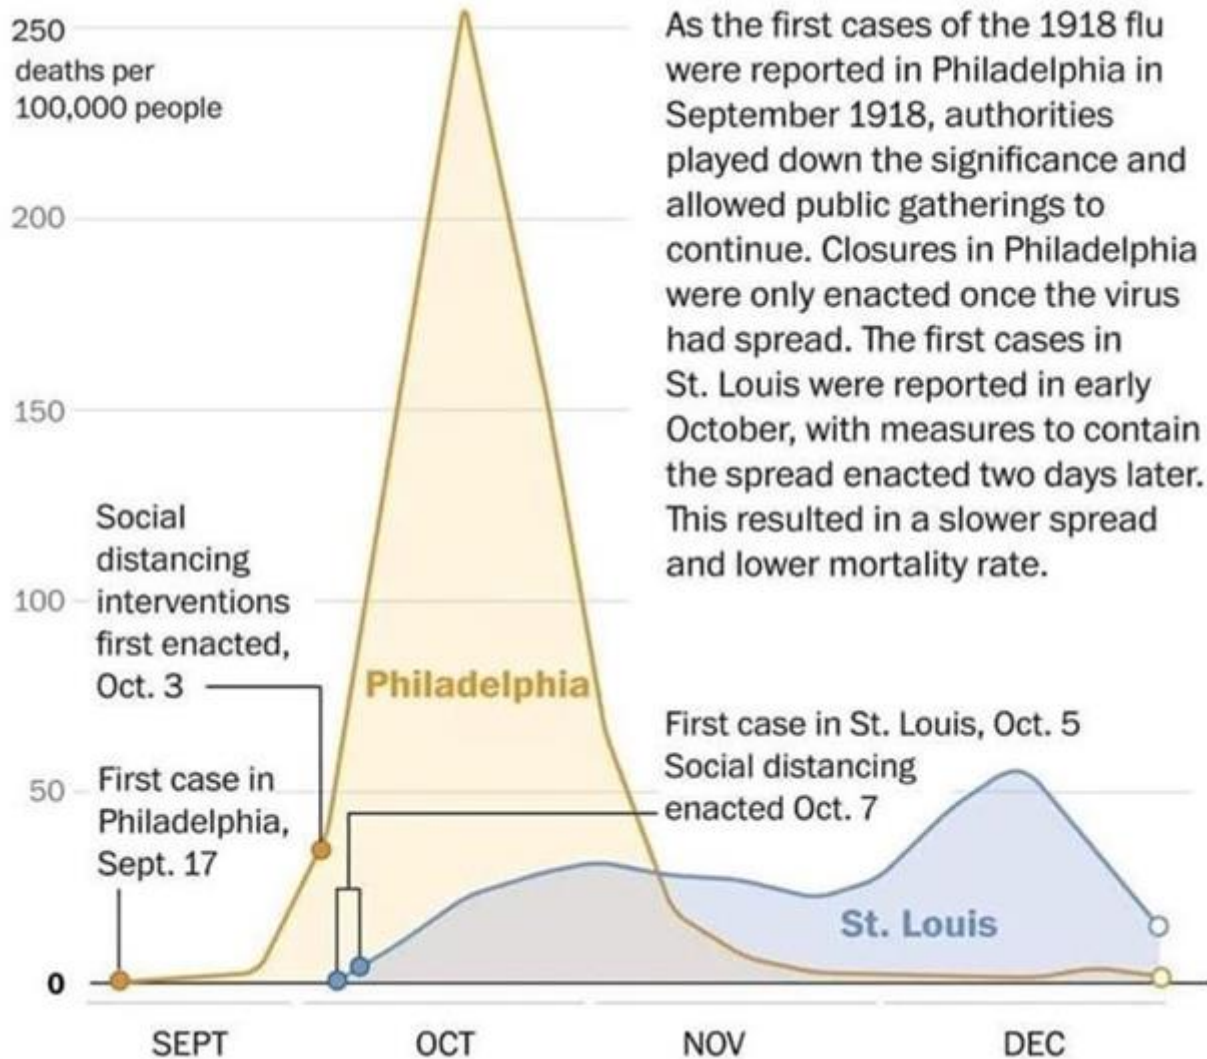 250
deaths per
100,000 people
200
150
100
50
0
As the first cases of the 1918 flu
were reported in Philadelphia in
September 1918, authorities
played down the significance and
allowed public gatherings to
continue. Closures in Philadelphia
were only enacted once the virus
had spread. The first cases in
St. Louis were reported in early
October, with measures to contain
the spread enacted two days later.
This resulted in a slower spread
and lower mortality rate.
Social
distancing
interventions
first enacted,
Oct. 3
Philadelphia
First case in
Philadelphia,
Sept. 17
First case in St. Louis, Oct. 5
Social distancing
enacted Oct. 7
St. Louis
SEPT
OCT
NOV
DEC